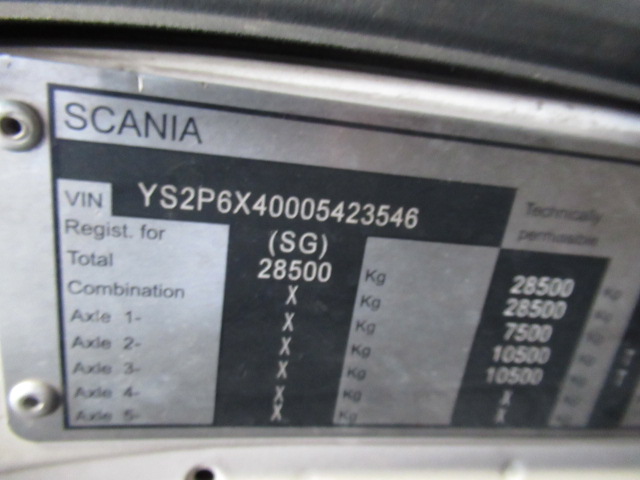 SCANIA
VIN YS2P6X40005423546 Technically
Regist. for (SG) permissible
Total 28500 Kg 28500 Kg
Combination X Kg 28500
Axle 1- X 7500
Axle 2- X Kg 10500
Axle 3- X Kg 10500
Axle 4- X Kg X
Axle 5- X Kg X